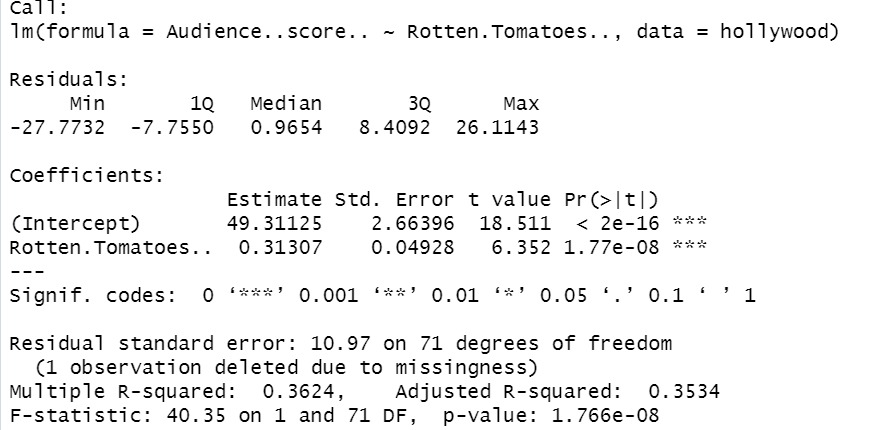 Call:
lm(formula = Audience..score.. ~ Rotten.Tomatoes.., data = hollywood)
Residuals:
     Min       1Q   Median       3Q      Max
-27.7732  -7.7550   0.9654   8.4092  26.1143
Coefficients:
                  Estimate Std. Error t value Pr(>|t|)
(Intercept)       49.31125    2.66396  18.511  < 2e-16 ***
Rotten.Tomatoes..  0.31307    0.04928   6.352 1.77e-08 ***
---
Signif. codes:  0 ‘***’ 0.001 ‘**’ 0.01 ‘*’ 0.05 ‘.’ 0.1 ‘ ’ 1
Residual standard error: 10.97 on 71 degrees of freedom
  (1 observation deleted due to missingness)
Multiple R-squared:  0.3624,    Adjusted R-squared:  0.3534
F-statistic: 40.35 on 1 and 71 DF,  p-value: 1.766e-08